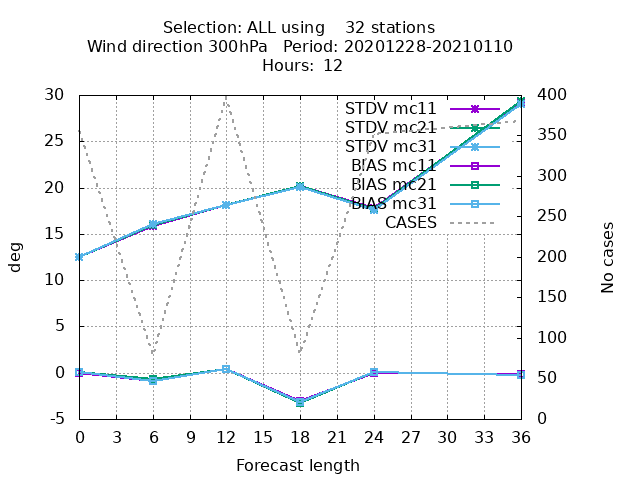 Selection: ALL using    32 stations
Wind direction 300hPa   Period: 20201228-20210110
Hours: 12
30
25
20
15
10
5
0
-5
deg
STDV mc11
STDV mc21
STDV mc31
BIAS mc11
BIAS mc21
BIAS mc31
CASES
400
350
300
250
200
150
100
50
0
No cases
0 3 6 9 12 15 18 21 24 27 30 33 36
Forecast length